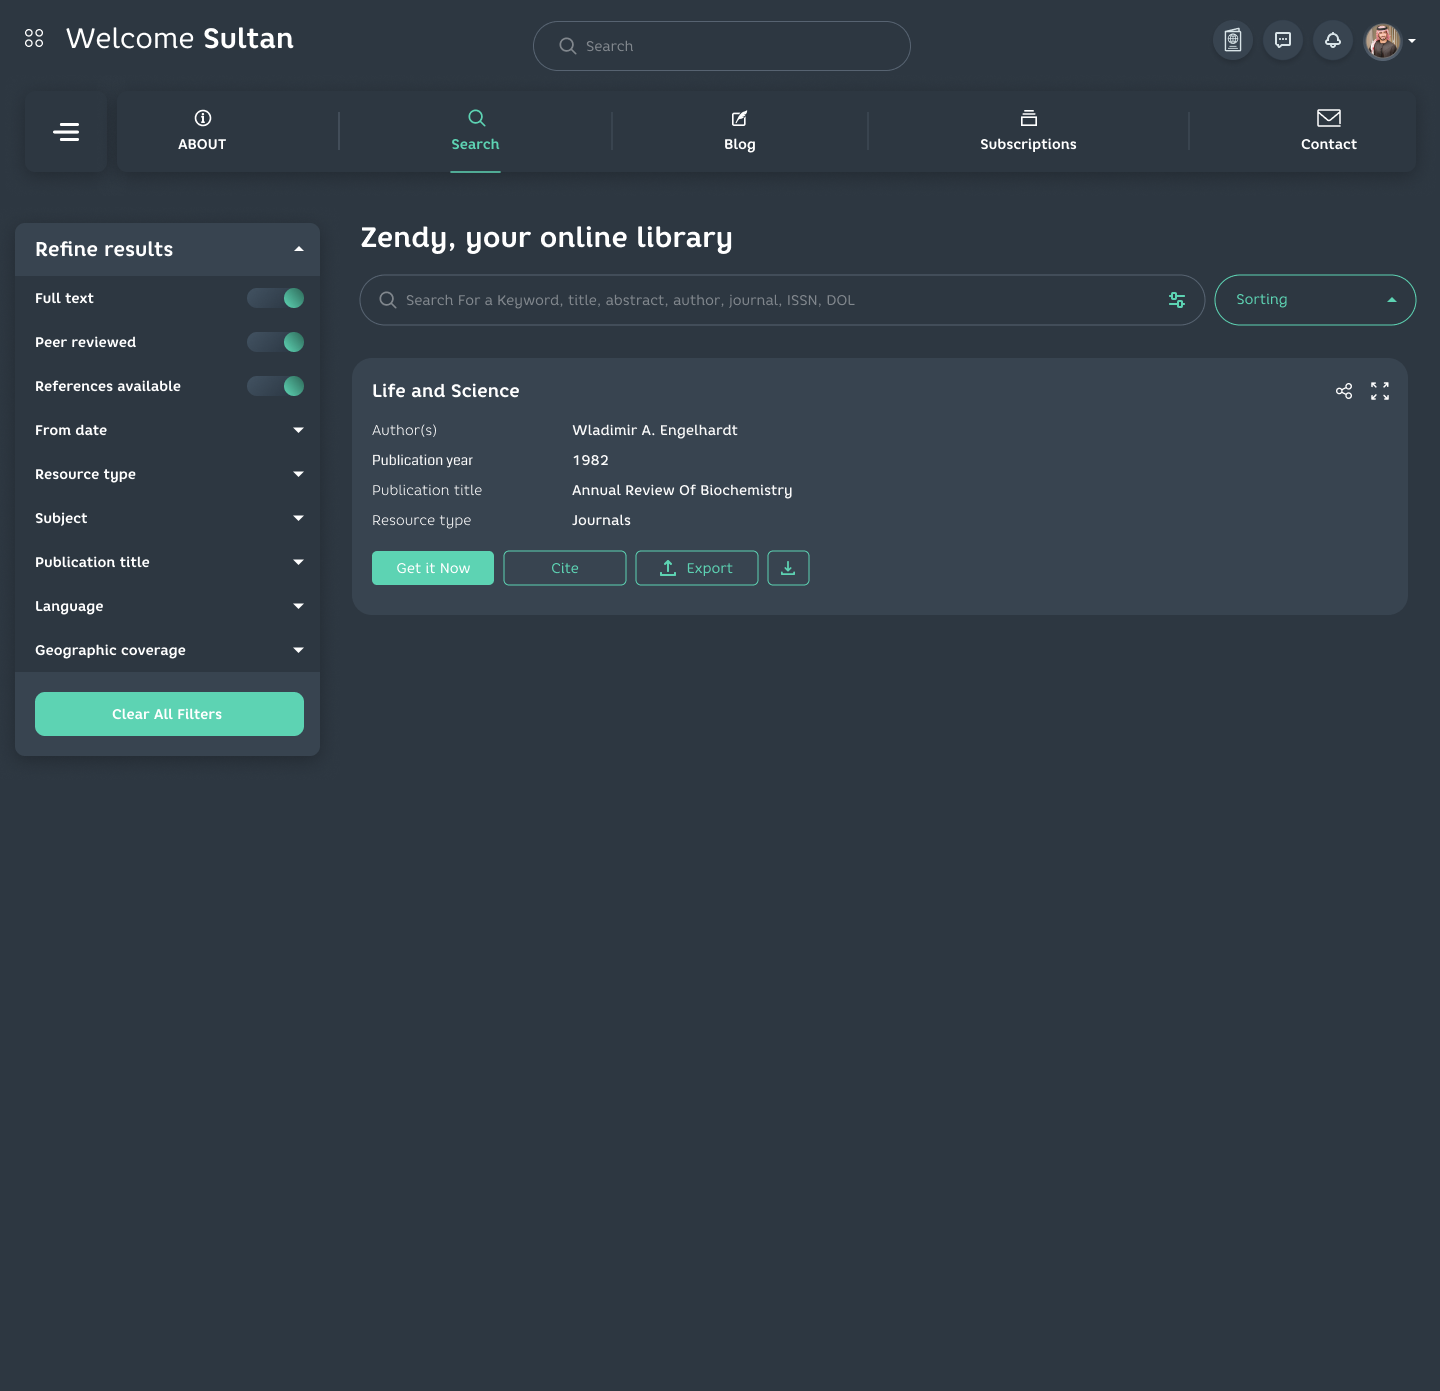 Welcome Sultan
Search
ABOUT
Search
Blog
Subscriptions
Contact
Refine results
Full text
Peer reviewed
References available
From date
Resource type
Subject
Publication title
Language
Geographic coverage
Clear All Filters
Zendy, your online library
Search For a Keyword, title, abstract, author, journal, ISSN, DOL
Sorting
Life and Science
Author(s) Wladimir A. Engelhardt
Publication year 1982
Publication title Annual Review Of Biochemistry
Resource type Journals
Get it Now
Cite
Export